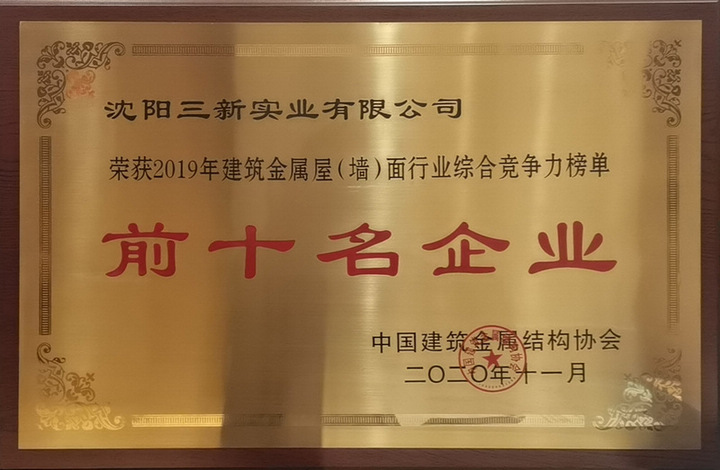 沈阳三新实业有限公司
荣获2019年建筑金属屋(墙)面行业综合竞争力榜单
前十名企业
中国建筑金属结构协会
二〇二〇年十一月